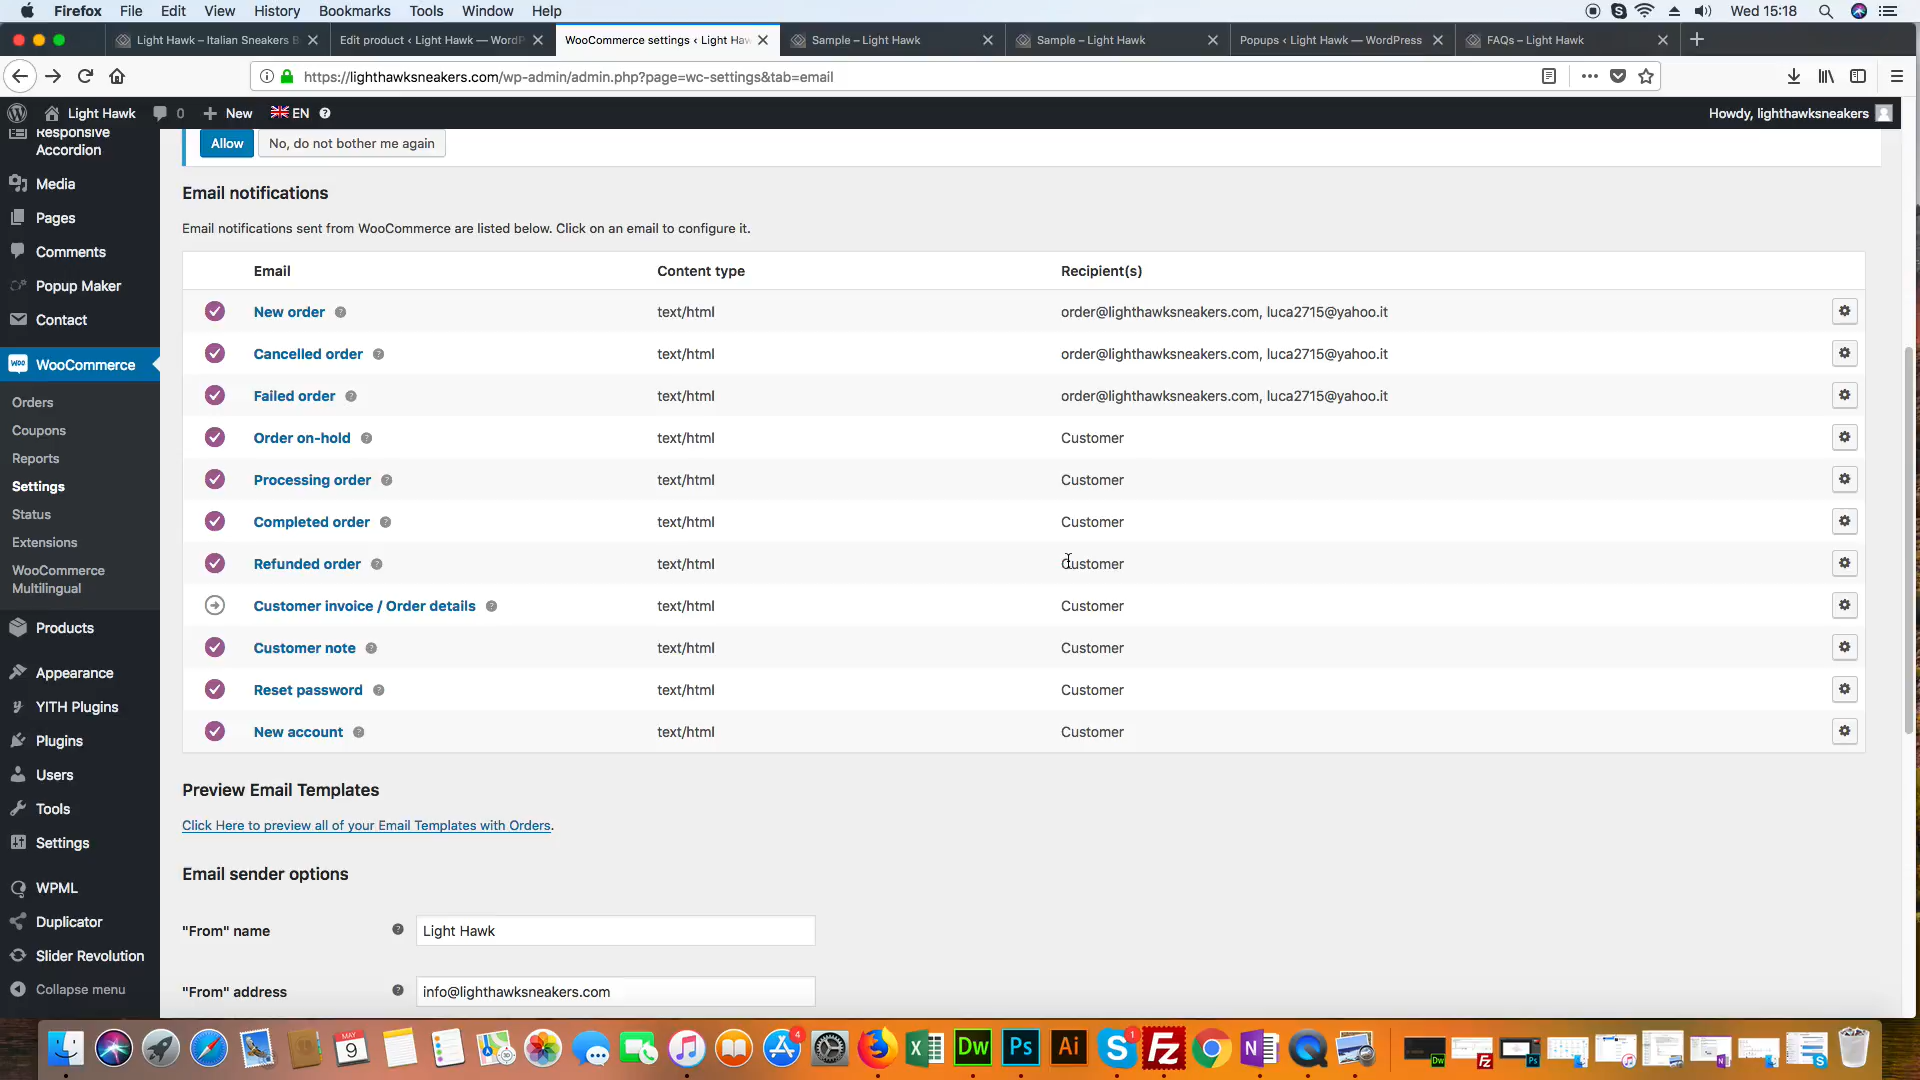 Firefox File Edit View History Bookmarks Tools Window Help Wed 15:18
Light Hawk – Italian Sneakers B
Edit product ‹ Light Hawk — WordP
WooCommerce settings ‹ Light Haw
Sample – Light Hawk
Sample – Light Hawk
Popups ‹ Light Hawk — WordPress
FAQs – Light Hawk
https://lighthawksneakers.com/wp-admin/admin.php?page=wc-settings&tab=email
Light Hawk 0 New EN Howdy, lighthawksneakers
Responsive
Accordion
Media
Pages
Comments
Popup Maker
Contact
WooCommerce
Orders
Coupons
Reports
Settings
Status
Extensions
WooCommerce
Multilingual
Products
Appearance
YITH Plugins
Plugins
Users
Tools
Settings
WPML
Duplicator
Slider Revolution
Collapse menu
Allow No, do not bother me again
Email notifications
Email notifications sent from WooCommerce are listed below. Click on an email to configure it.
Email Content type Recipient(s)
New order text/html order@lighthawksneakers.com, luca2715@yahoo.it
Cancelled order text/html order@lighthawksneakers.com, luca2715@yahoo.it
Failed order text/html order@lighthawksneakers.com, luca2715@yahoo.it
Order on-hold text/html Customer
Processing order text/html Customer
Completed order text/html Customer
Refunded order text/html Customer
Customer invoice / Order details text/html Customer
Customer note text/html Customer
Reset password text/html Customer
New account text/html Customer
Preview Email Templates
Click Here to preview all of your Email Templates with Orders.
Email sender options
"From" name Light Hawk
"From" address info@lighthawksneakers.com
MAY
9
4
Dw
Ps
Ai
1
Fz